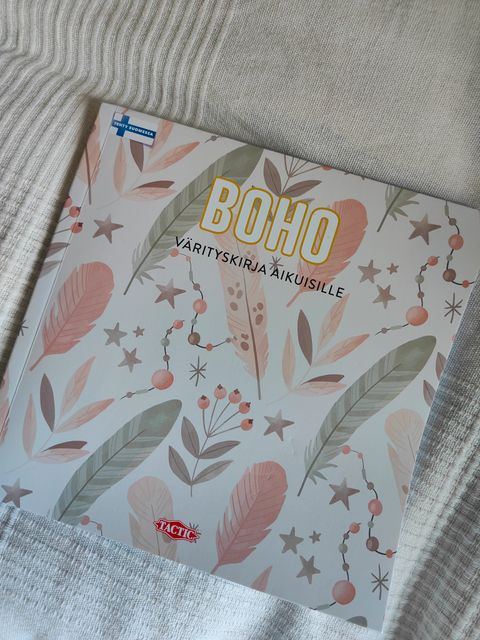 TEHTY SUOMESSA
BOHO
VÄRITYSKIRJA AIKUISILLE
TACTIC